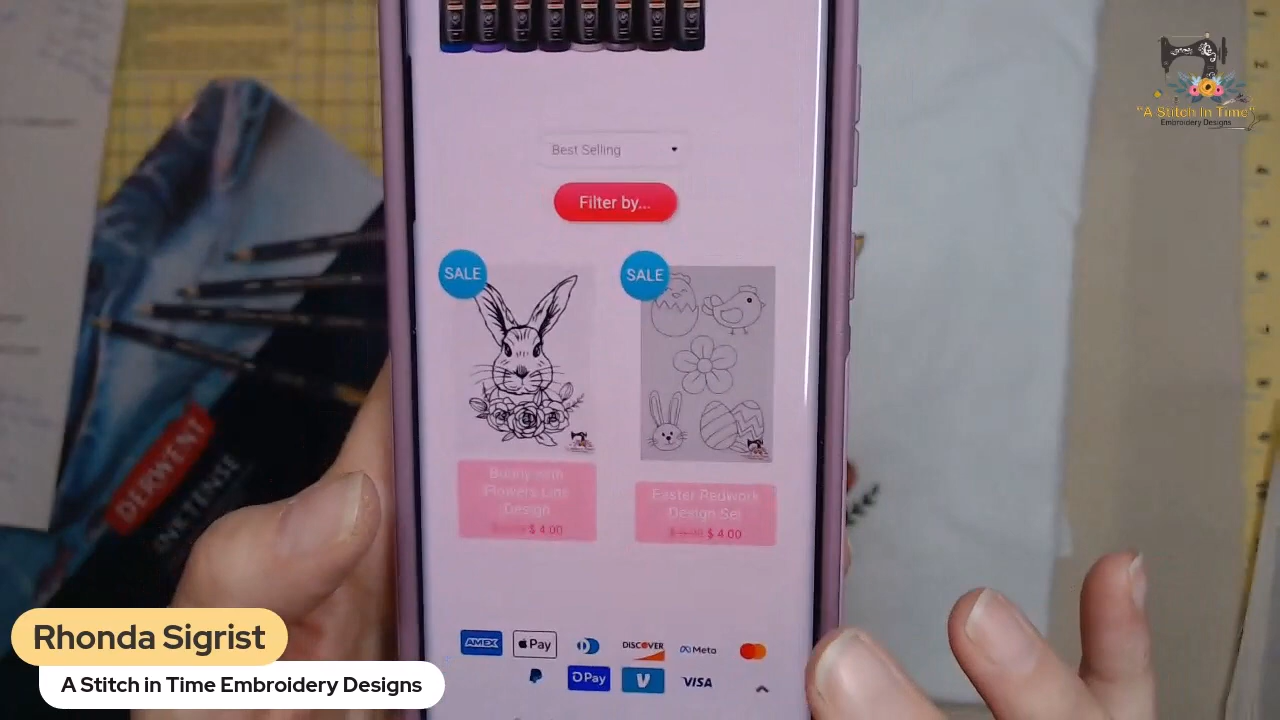 "A Stitch In Time"
Embroidery Designs
Best Selling
Filter by...
SALE
SALE
Bunny with
Flowers Line
Design
$ 4.00
Easter Redwork
Design Set
$ 4.00
AMEX
Pay
DISCOVER
Meta
Pay
VISA
DERWENT
INKTENSE
Rhonda Sigrist
A Stitch in Time Embroidery Designs